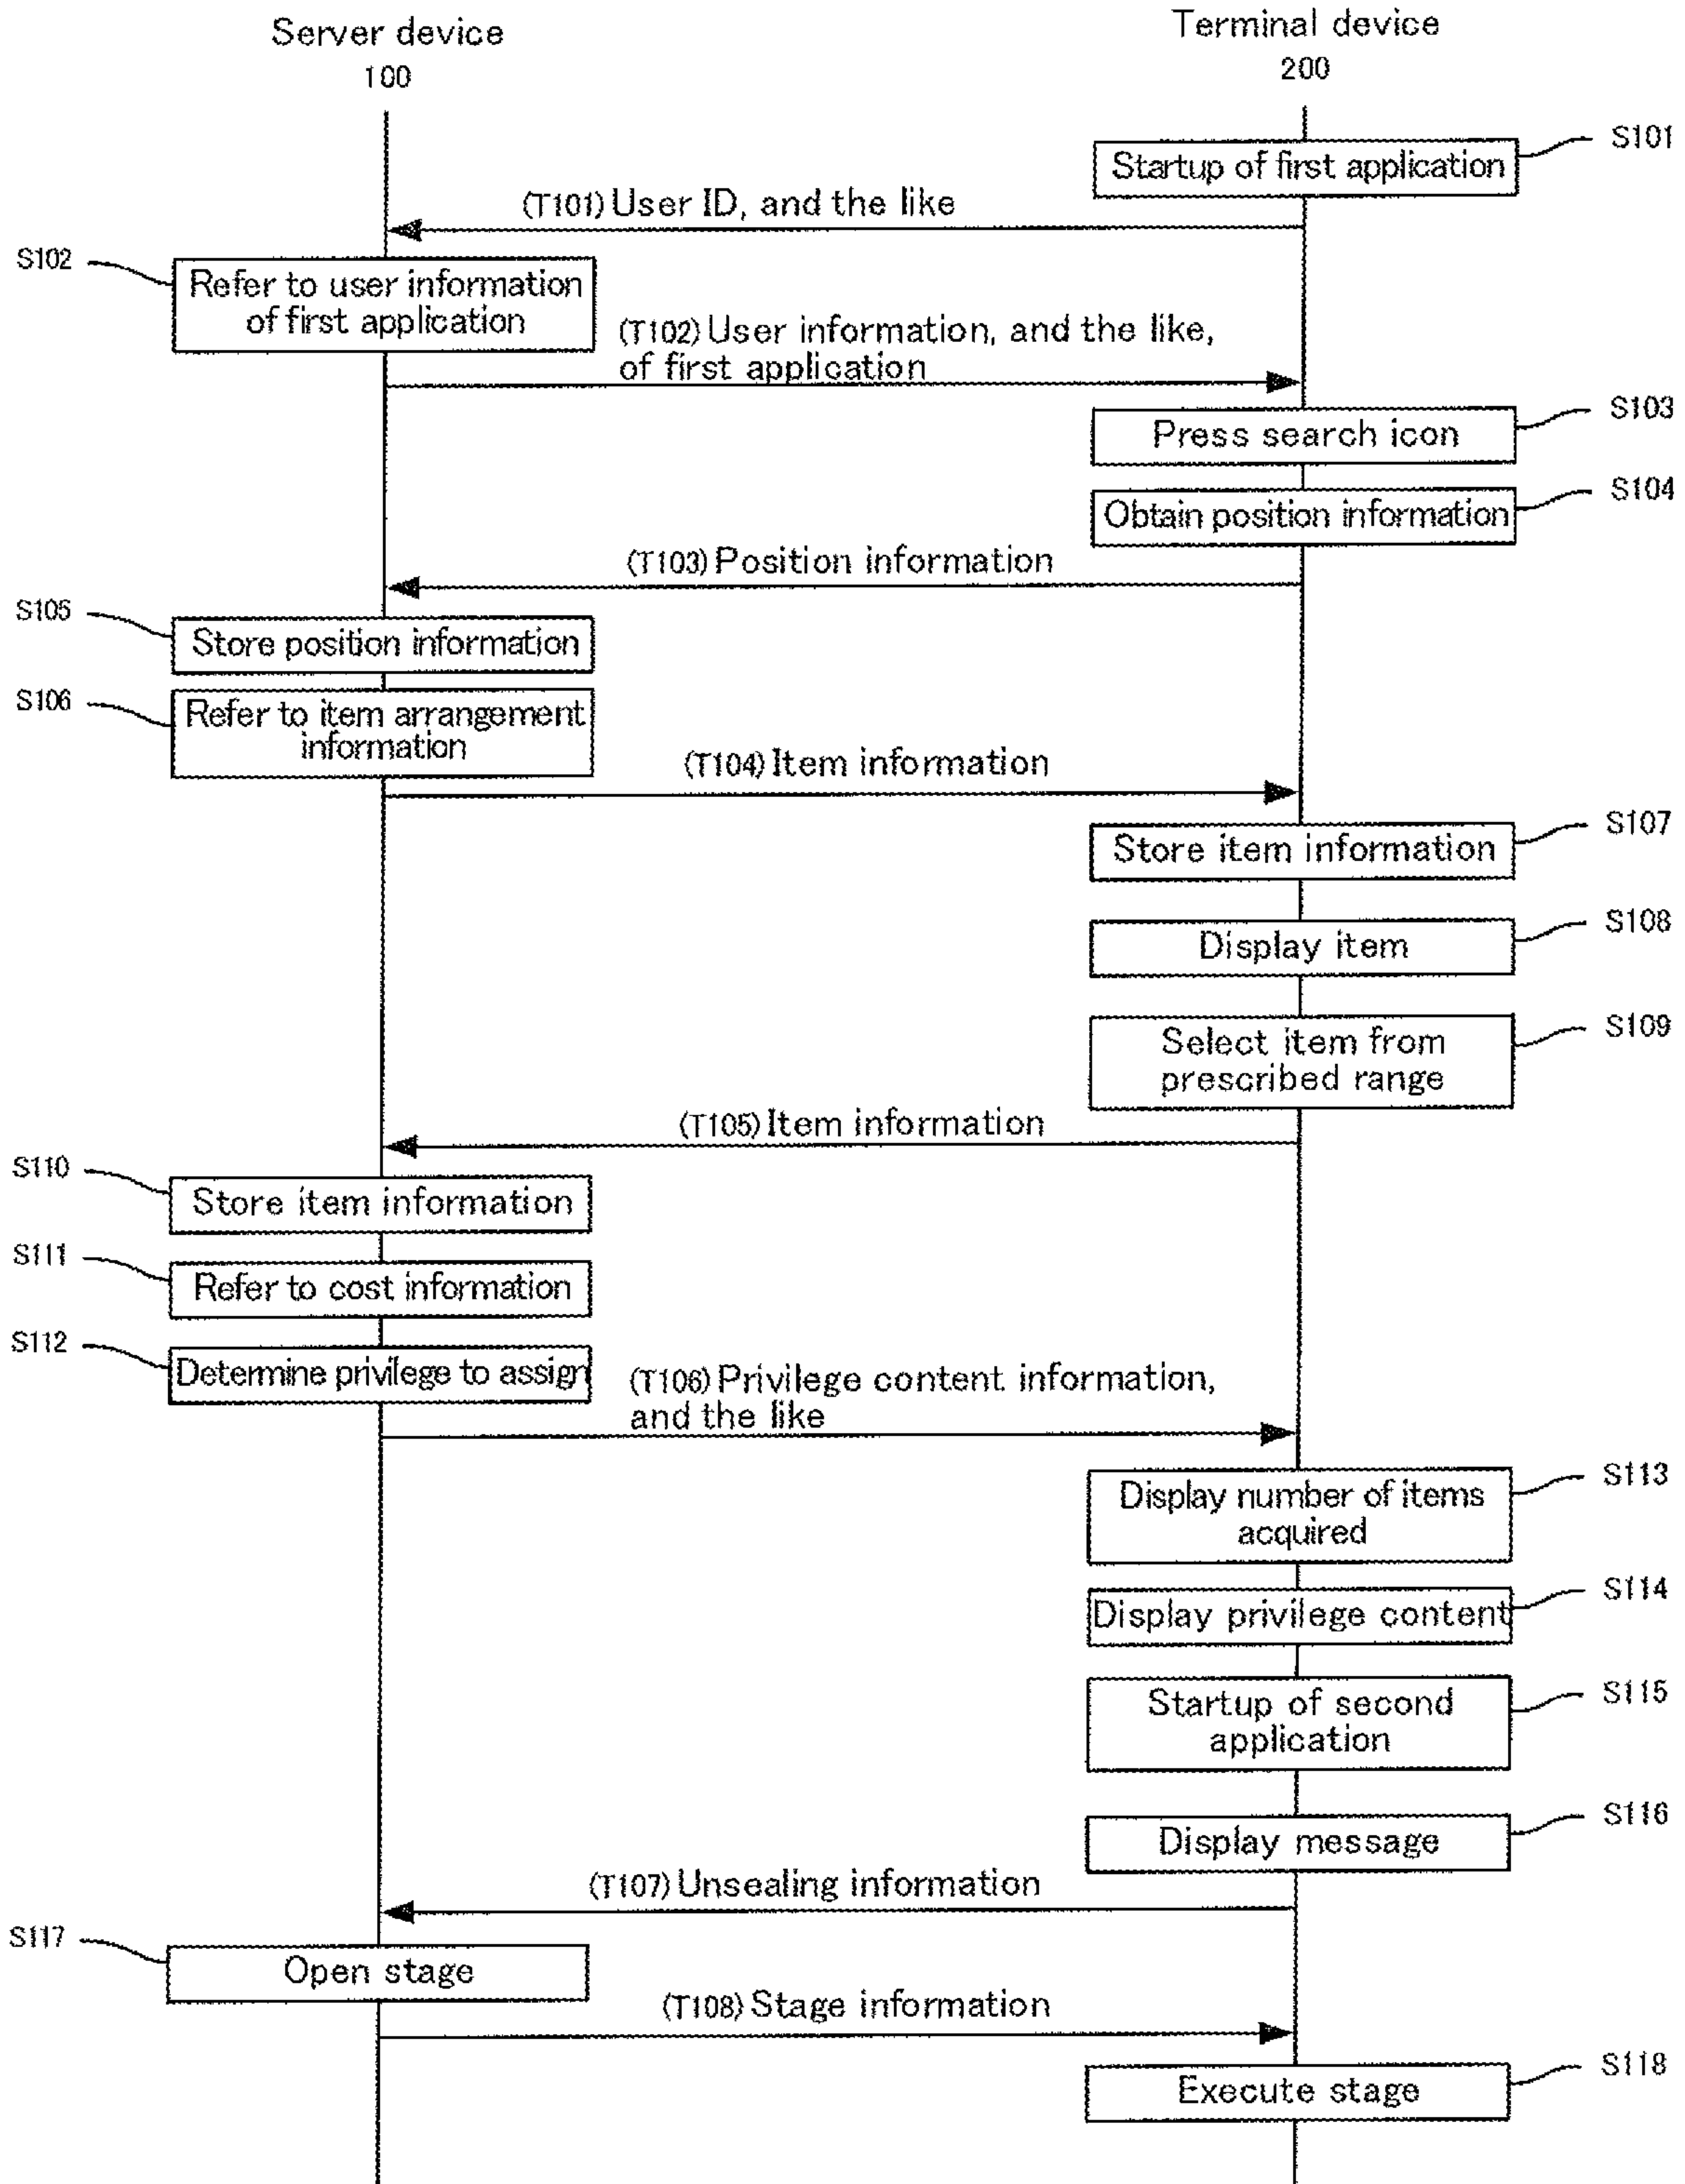 Server device
100
Terminal device
200
S101
Startup of first application
(T101) User ID, and the like
S102
Refer to user information
of first application
(T102) User information, and the like,
of first application
S103
Press search icon
S104
Obtain position information
(T103) Position information
S105
Store position information
S106
Refer to item arrangement
information
(T104) Item information
S107
Store item information
S108
Display item
S109
Select item from
prescribed range
(T105) Item information
S110
Store item information
S111
Refer to cost information
S112
Determine privilege to assign
(T106) Privilege content information,
and the like
S113
Display number of items
acquired
S114
Display privilege content
S115
Startup of second
application
S116
Display message
(T107) Unsealing information
S117
Open stage
(T108) Stage information
S118
Execute stage